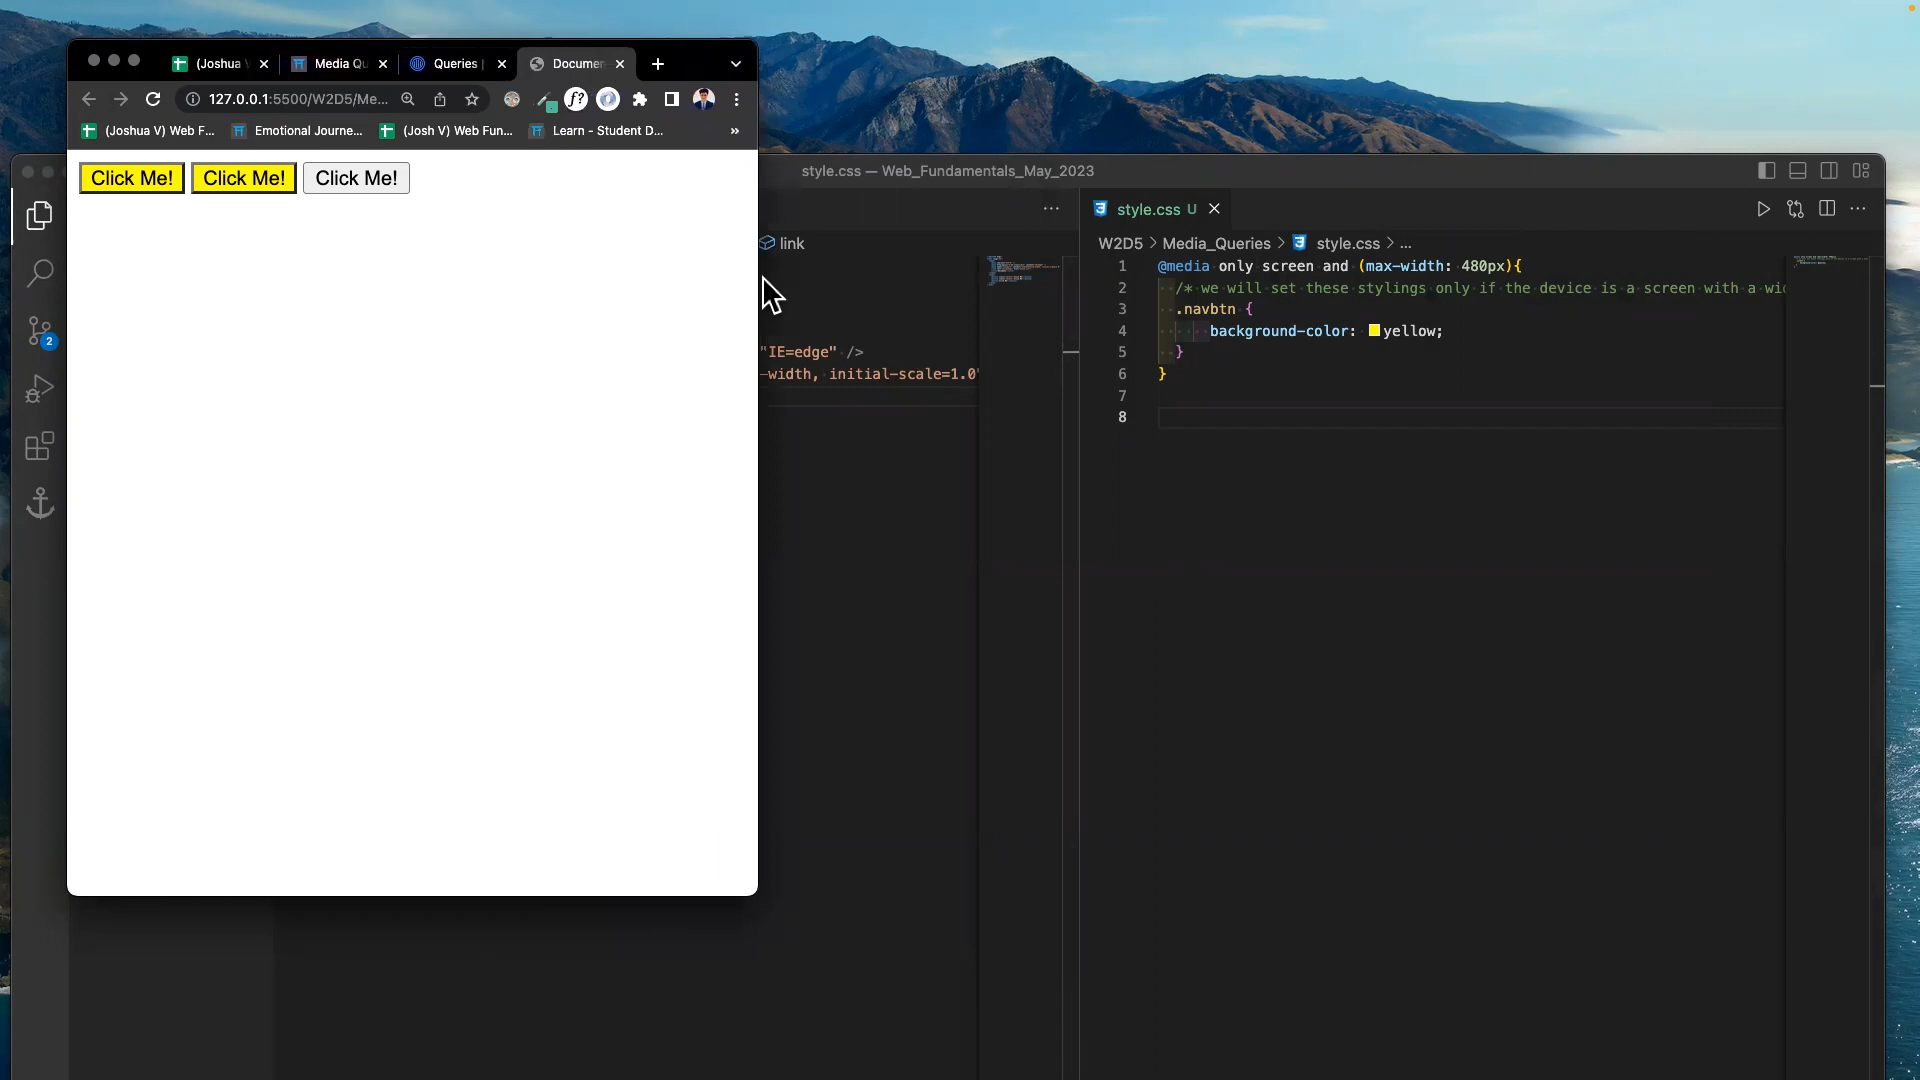 (Joshua
Media Qu
Queries |
Documen
127.0.0.1:5500/W2D5/Me...
(Joshua V) Web F...
Emotional Journe...
(Josh V) Web Fun...
Learn - Student D...
»
Click Me! Click Me! Click Me!
style.css — Web_Fundamentals_May_2023
style.css U
link
W2D5 > Media_Queries > style.css > ...
2
"IE=edge" />
-width, initial-scale=1.0"
1 @media only screen and (max-width: 480px){
2 /* we will set these stylings only if the device is a screen with a wid
3 .navbtn {
4 background-color: yellow;
5 }
6 }
7
8